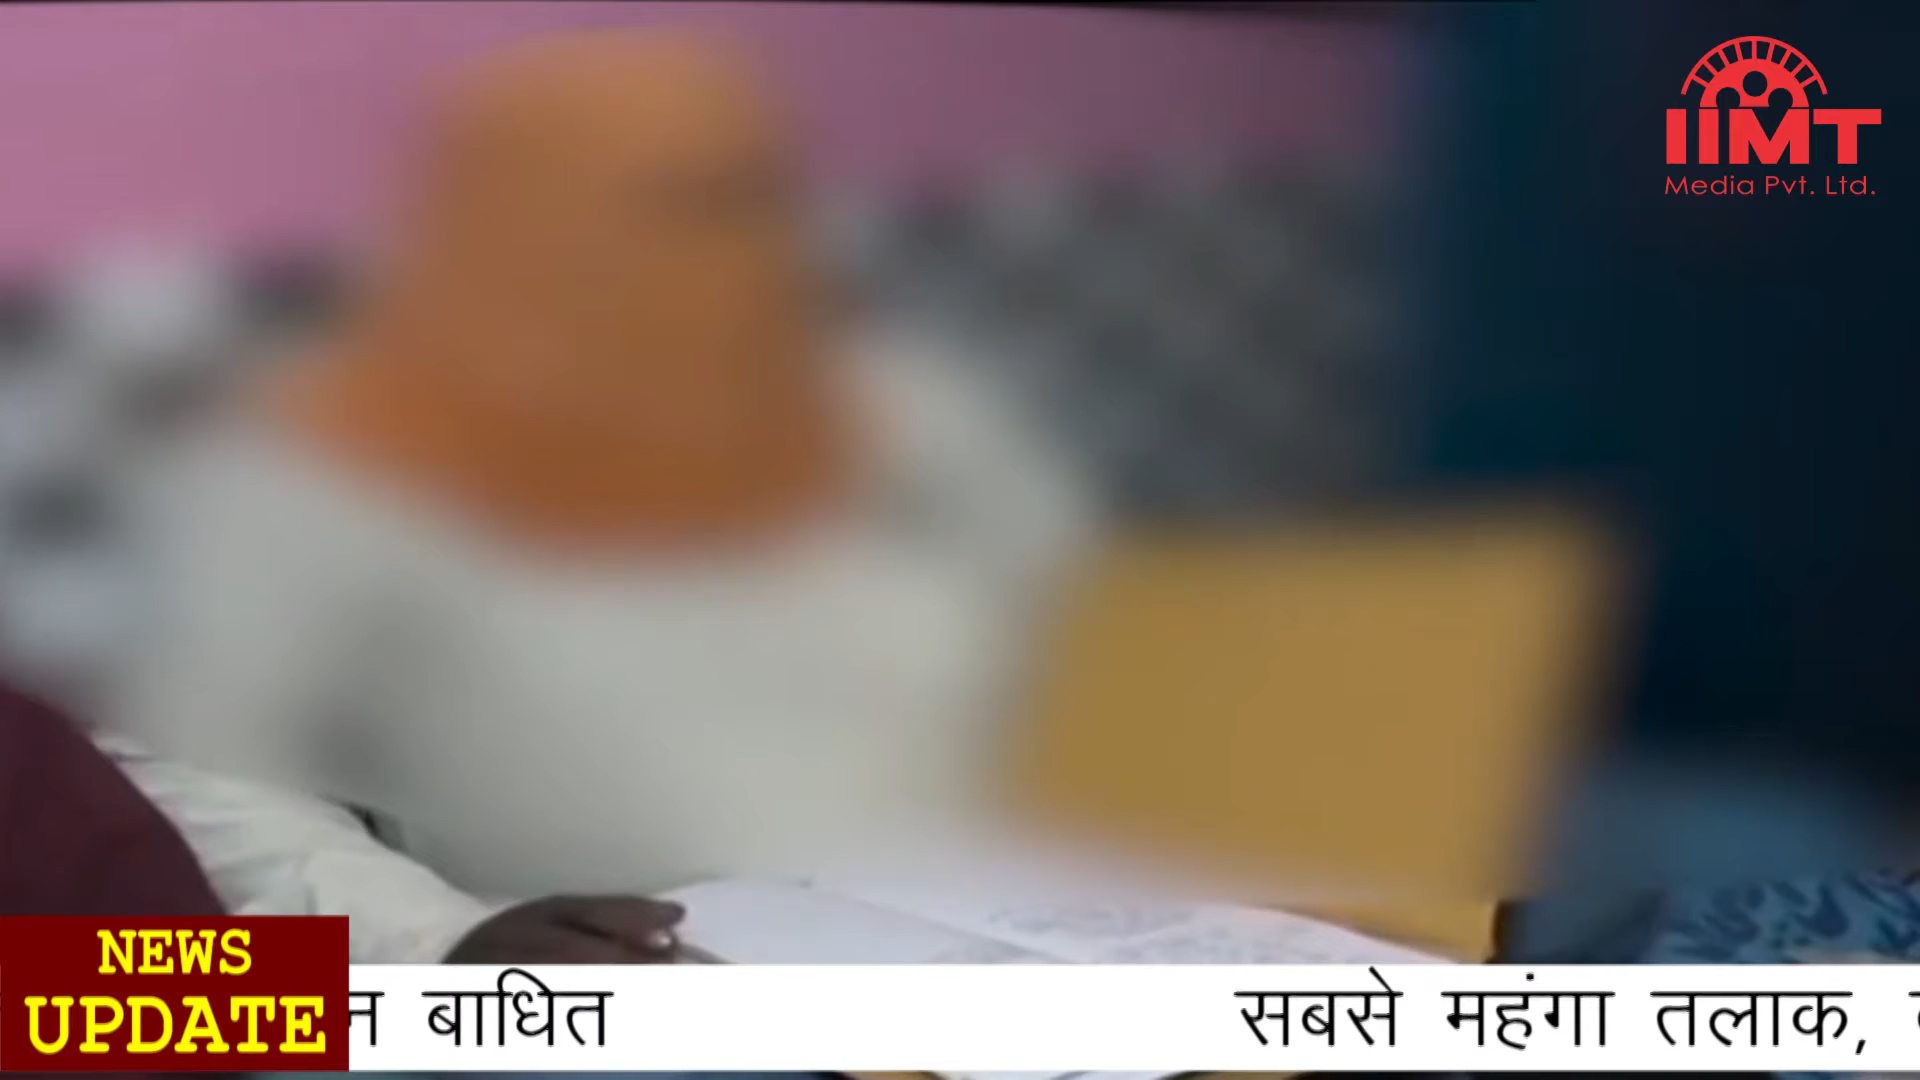 IIMT
Media Pvt. Ltd.
NEWS
UPDATE
बाधित
सबसे महंगा तलाक,